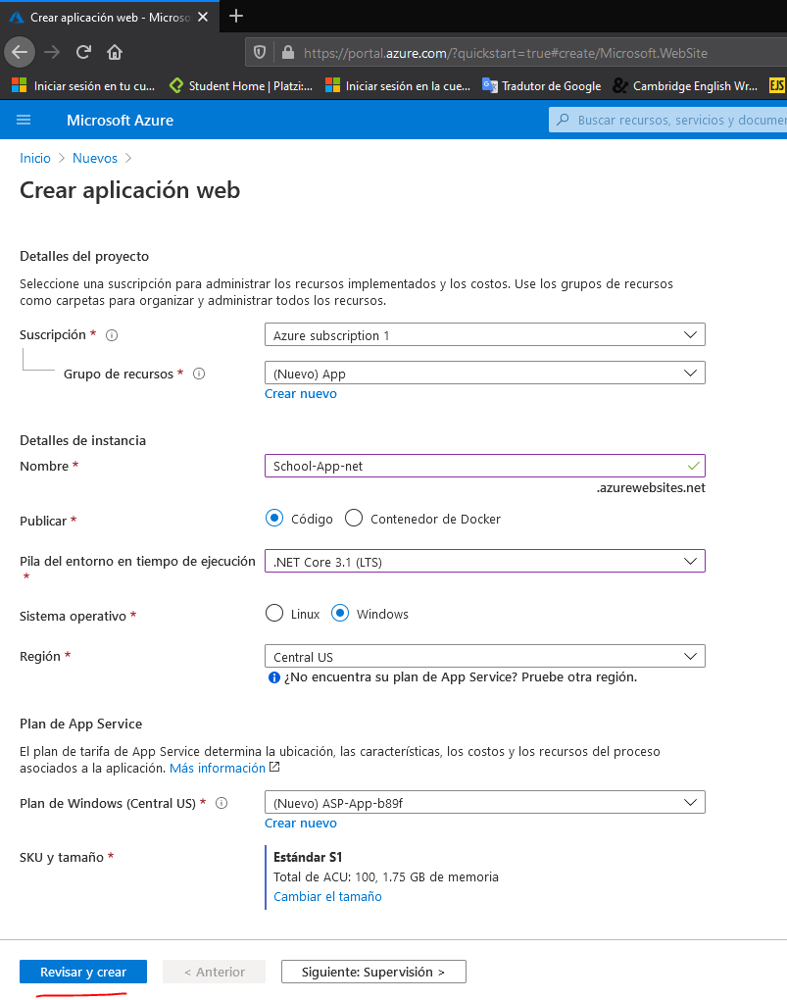 Crear aplicación web - Microso
https://portal.azure.com/?quickstart=true#create/Microsoft.WebSite
Iniciar sesión en tu cu... Student Home | Platzi:... Iniciar sesión en la cue... Tradutor de Google Cambridge English Wr... EJS
Microsoft Azure Buscar recursos, servicios y documen
Inicio > Nuevos >
Crear aplicación web
Detalles del proyecto
Seleccione una suscripción para administrar los recursos implementados y los costos. Use los grupos de recursos
como carpetas para organizar y administrar todos los recursos.
Suscripción * Azure subscription 1
Grupo de recursos * (Nuevo) App
Crear nuevo
Detalles de instancia
Nombre * School-App-net
.azurewebsites.net
Publicar * Código Contenedor de Docker
Pila del entorno en tiempo de ejecución .NET Core 3.1 (LTS)
*
Sistema operativo * Linux Windows
Región * Central US
¿No encuentra su plan de App Service? Pruebe otra región.
Plan de App Service
El plan de tarifa de App Service determina la ubicación, las características, los costos y los recursos del proceso
asociados a la aplicación. Más información
Plan de Windows (Central US) * (Nuevo) ASP-App-b89f
Crear nuevo
SKU y tamaño * Estándar S1
Total de ACU: 100, 1.75 GB de memoria
Cambiar el tamaño
Revisar y crear < Anterior Siguiente: Supervisión >